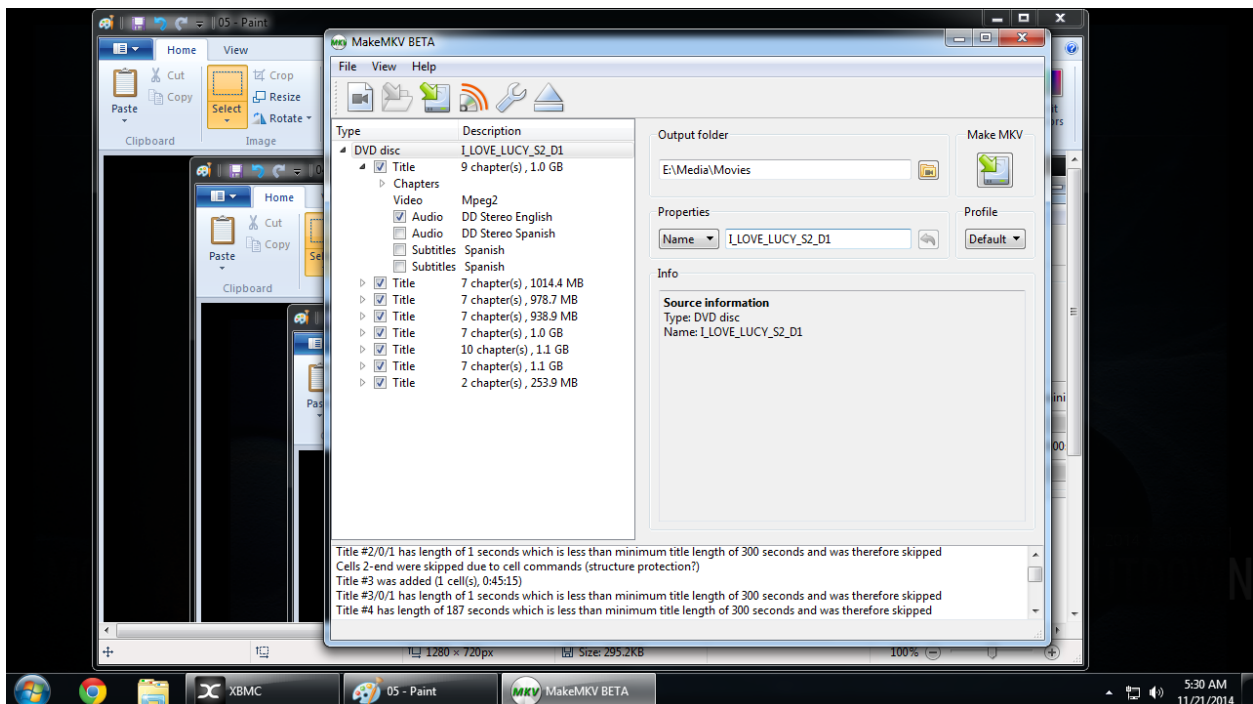 05 - Paint
Home View
Cut
Copy
Paste
Clipboard
Select
Crop
Resize
Rotate
Image
Home
Cut
Copy
Paste
Clipboard
MakeMKV BETA
File View Help
Type Description
DVD disc I_LOVE_LUCY_S2_D1
Title 9 chapter(s) , 1.0 GB
Chapters
Video Mpeg2
Audio DD Stereo English
Audio DD Stereo Spanish
Subtitles Spanish
Subtitles Spanish
Title 7 chapter(s) , 1014.4 MB
Title 7 chapter(s) , 978.7 MB
Title 7 chapter(s) , 938.9 MB
Title 7 chapter(s) , 1.0 GB
Title 10 chapter(s) , 1.1 GB
Title 7 chapter(s) , 1.1 GB
Title 2 chapter(s) , 253.9 MB
Output folder
E:\Media\Movies
Make MKV
Properties
Name I_LOVE_LUCY_S2_D1
Profile
Default
Info
Source information
Type: DVD disc
Name: I_LOVE_LUCY_S2_D1
Title #2/0/1 has length of 1 seconds which is less than minimum title length of 300 seconds and was therefore skipped
Cells 2-end were skipped due to cell commands (structure protection?)
Title #3 was added (1 cell(s), 0:45:15)
Title #3/0/1 has length of 1 seconds which is less than minimum title length of 300 seconds and was therefore skipped
Title #4 has length of 187 seconds which is less than minimum title length of 300 seconds and was therefore skipped
1280 × 720px Size: 295.2KB 100%
XBMC 05 - Paint MKV MakeMKV BETA
5:30 AM
11/21/2014